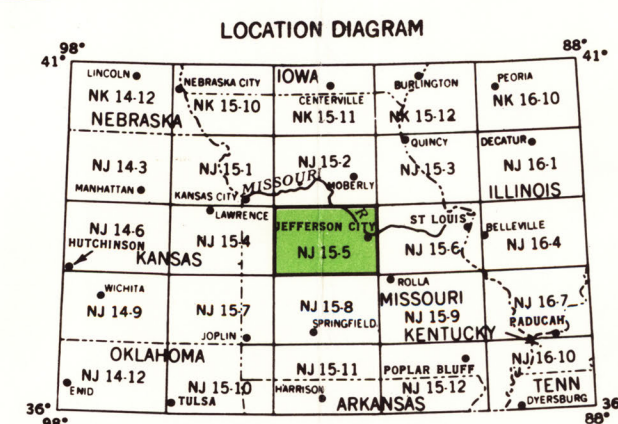 LOCATION DIAGRAM
98°
88°
41°
41°
LINCOLN
NK 14-12
NEBRASKA
NEBRASKA CITY
NK 15-10
IOWA
CENTERVILLE
NK 15-11
BURLINGTON
NK 15-12
PEORIA
NK 16-10
NJ 14-3
MANHATTAN
NJ 15-1
KANSAS CITY
MISSOURI
R
NJ 15-2
MOBERLY
QUINCY
NJ 15-3
DECATUR
NJ 16-1
ILLINOIS
NJ 14-6
HUTCHINSON
KANSAS
LAWRENCE
NJ 15-4
JEFFERSON CITY
NJ 15-5
ST LOUIS
NJ 15-6
BELLEVILLE
NJ 16-4
WICHITA
NJ 14-9
NJ 15-7
JOPLIN
NJ 15-8
SPRINGFIELD
ROLLA
MISSOURI
NJ 15-9
KENTUCKY
NJ 16-7
PADUCAH
OKLAHOMA
NJ 14-12
ENID
NJ 15-10
TULSA
NJ 15-11
HARRISON
ARKANSAS
POPLAR BLUFF
NJ 15-12
NJ 16-10
TENN
DYERSBURG
36°
36°
98°